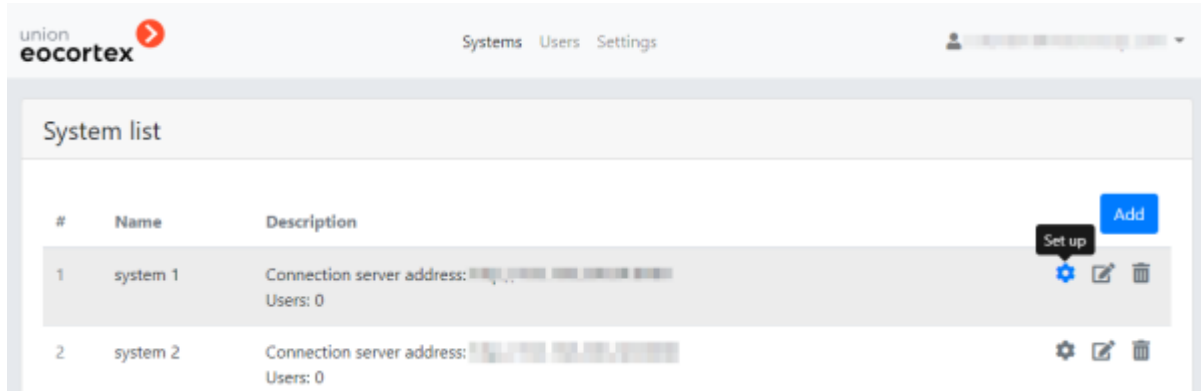 union
eocortex
Systems Users Settings
System list
Add
# Name Description
Set up
1 system 1 Connection server address:
Users: 0
2 system 2 Connection server address:
Users: 0